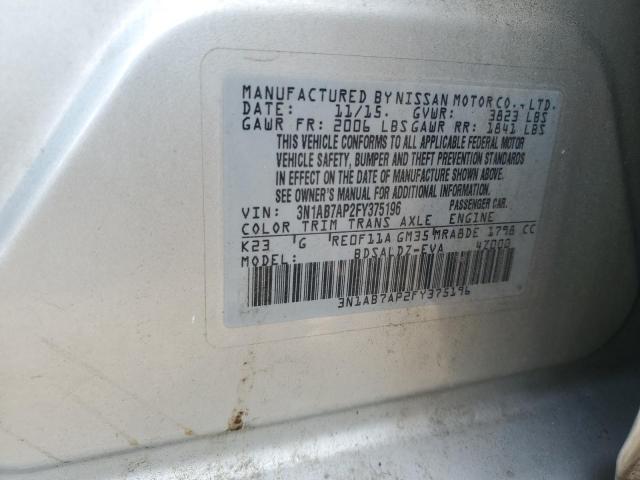 MANUFACTURED BY NISSAN MOTOR CO., LTD.
DATE: 11/15. GVWR: 3823 LBS
GAWR FR: 2006 LBS GAWR RR: 1841 LBS
THIS VEHICLE CONFORMS TO ALL APPLICABLE FEDERAL MOTOR
VEHICLE SAFETY, BUMPER AND THEFT PREVENTION STANDARDS
IN EFFECT ON THE DATE OF MANUFACTURE SHOWN ABOVE.
SEE OWNER'S MANUAL FOR ADDITIONAL INFORMATION.
VIN: 3N1AB7AP2FY375196 PASSENGER CAR
COLOR TRIM TRANS AXLE ENGINE
K23 G RE0F11A GM35 MRA8DE 1798 CC
MODEL: BDSALDZ-EVA 47000
3N1AB7AP2FY375196